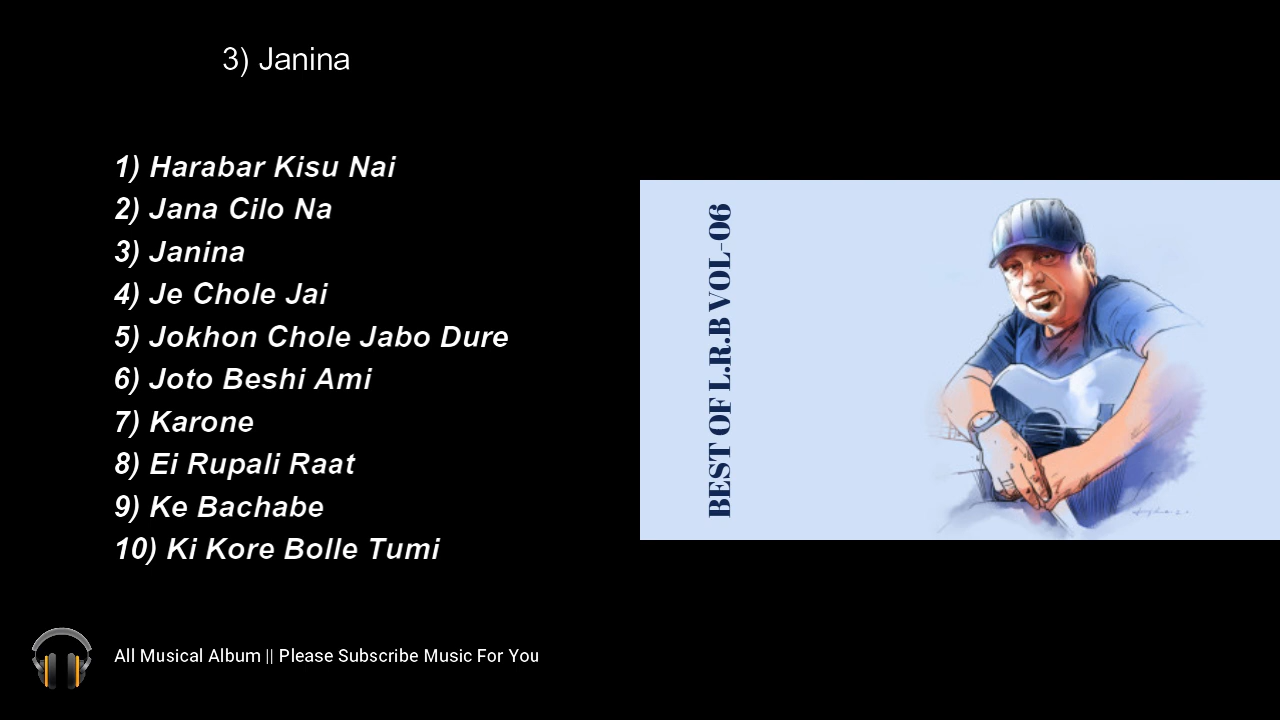 3) Janina
1) Harabar Kisu Nai
2) Jana Cilo Na
3) Janina
4) Je Chole Jai
5) Jokhon Chole Jabo Dure
6) Joto Beshi Ami
7) Karone
8) Ei Rupali Raat
9) Ke Bachabe
10) Ki Kore Bolle Tumi
BEST OF L.R.B VOL-06
All Musical Album || Please Subscribe Music For You